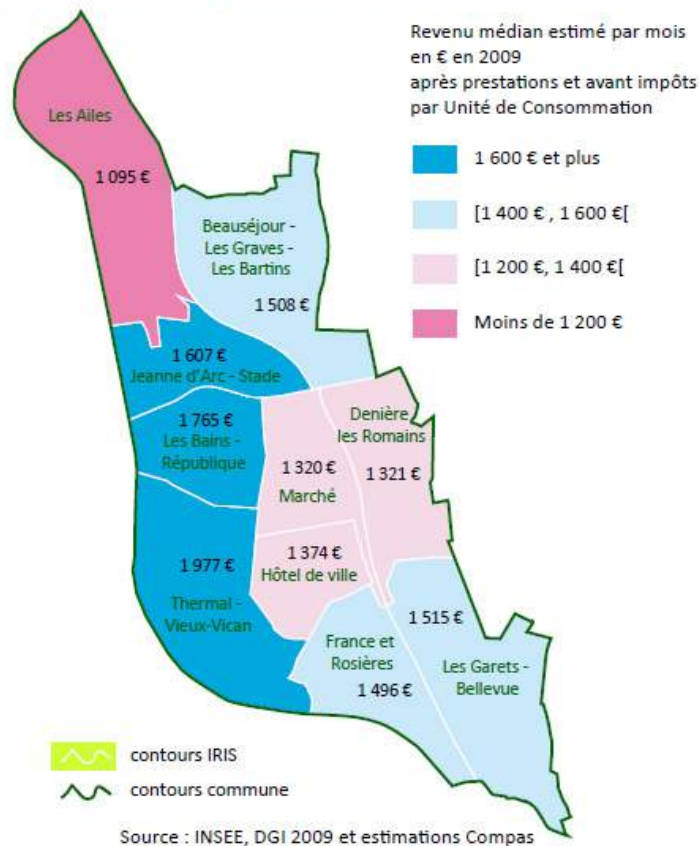 Revenu médian estimé par mois
en € en 2009
après prestations et avant impôts
par Unité de Consommation
1 600 € et plus
[1 400 € , 1 600 €[
[1 200 €, 1 400 €[
Moins de 1 200 €
Les Ailes
1 095 €
Beauséjour -
Les Graves -
Les Bartins
1 508 €
1 607 €
Jeanne d'Arc - Stade
1 765 €
Les Bains -
République
Denière
les Romains
1 321 €
1 320 €
Marché
1 374 €
Hôtel de ville
1 977 €
Thermal -
Vieux-Vican
France et
Rosières
1 496 €
1 515 €
Les Garets -
Bellevue
contours IRIS
contours commune
Source : INSEE, DGI 2009 et estimations Compas